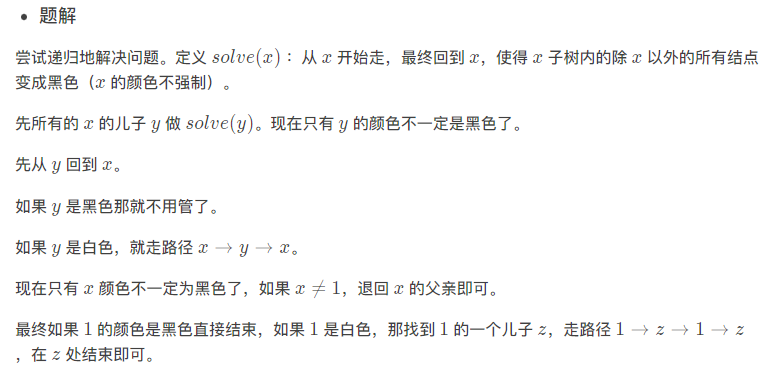 • 题解
尝试递归地解决问题。定义 solve(x)：从 x 开始走，最终回到 x，使得 x 子树内的除 x 以外的所有结点
变成黑色（x 的颜色不强制）。
先所有的 x 的儿子 y 做 solve(y)。现在只有 y 的颜色不一定是黑色了。
先从 y 回到 x。
如果 y 是黑色那就不用管了。
如果 y 是白色，就走路径 x → y → x。
现在只有 x 颜色不一定为黑色了，如果 x ≠ 1，退回 x 的父亲即可。
最终如果 1 的颜色是黑色直接结束，如果 1 是白色，那找到 1 的一个儿子 z，走路径 1 → z → 1 → z
，在 z 处结束即可。